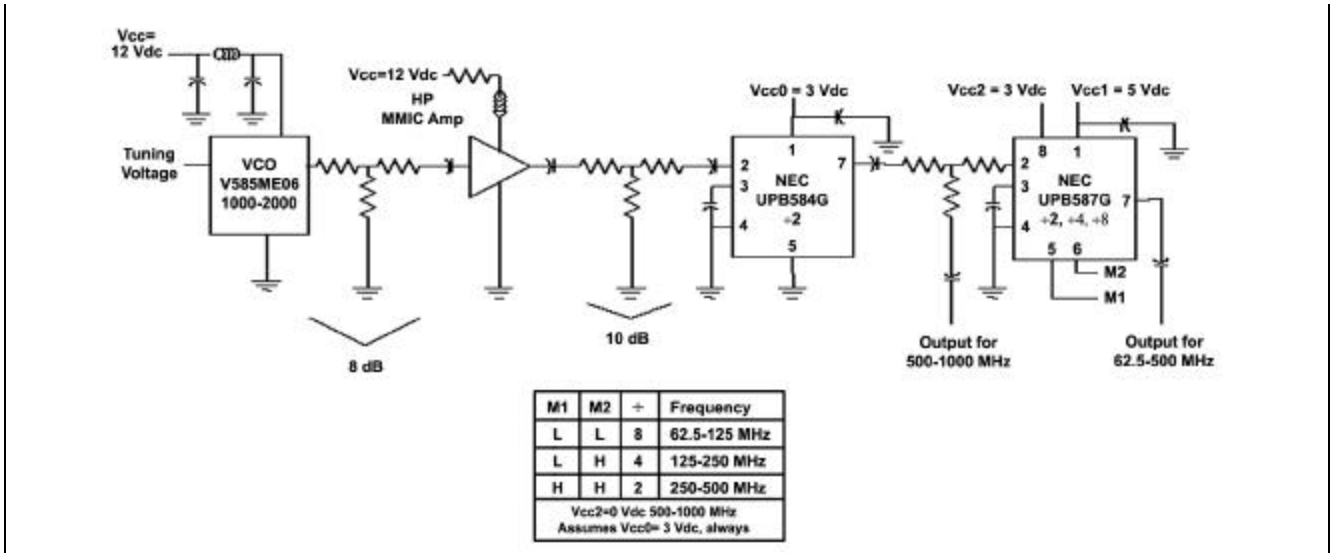 Vcc=
12 Vdc
Vcc=12 Vdc
HP
MMIC Amp
Vcc0 = 3 Vdc
Vcc2 = 3 Vdc
Vcc1 = 5 Vdc
Tuning
Voltage
VCO
V585ME06
1000-2000
1
2
3
4
5
7
NEC
UPB584G
÷2
8
1
2
3
4
7
NEC
UPB587G
÷2, ÷4, ÷8
5
6
M2
M1
8 dB
10 dB
Output for
500-1000 MHz
Output for
62.5-500 MHz
M1 M2 ÷ Frequency
L L 8 62.5-125 MHz
L H 4 125-250 MHz
H H 2 250-500 MHz
Vcc2=0 Vdc 500-1000 MHz
Assumes Vcc0= 3 Vdc, always